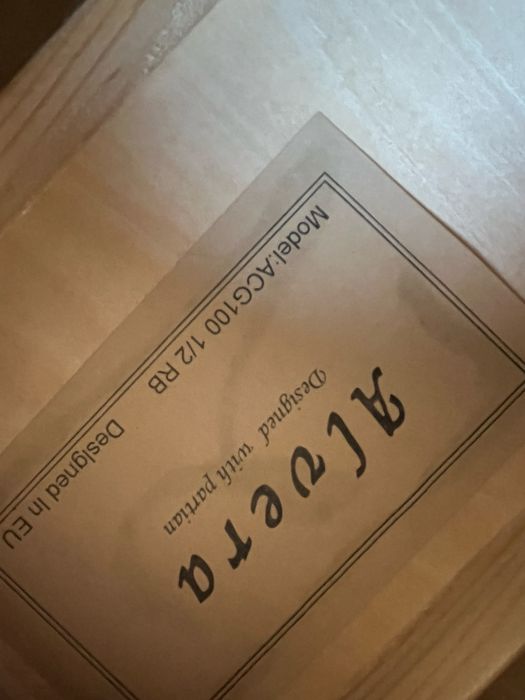 Alvera
Designed with partian
Model:ACG100 1/2 RB
Designed In EU